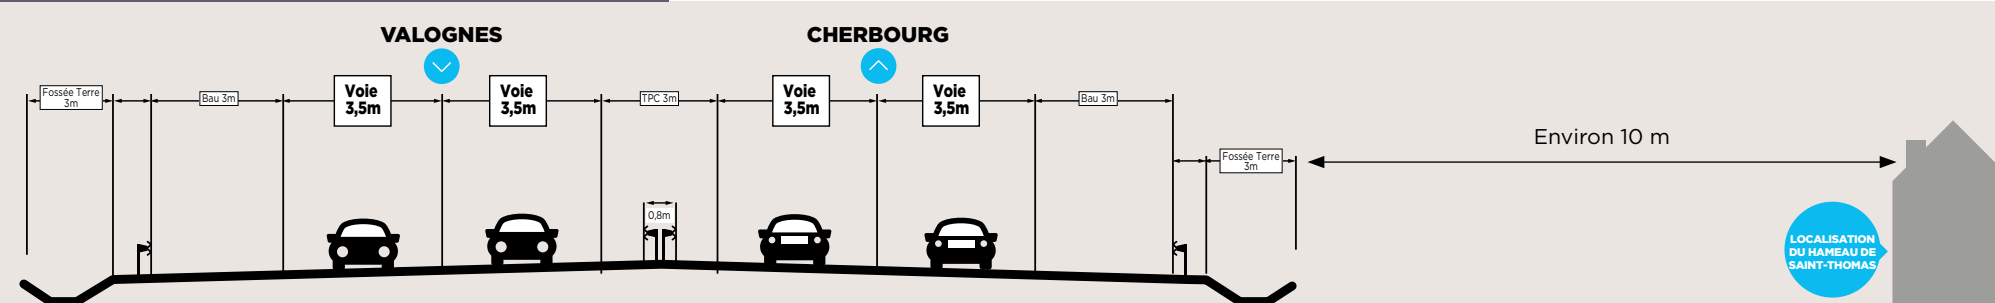 VALOGNES
CHERBOURG
Fossée Terre
3m
Bau 3m
Voie
3,5m
Voie
3,5m
TPC 3m
Voie
3,5m
Voie
3,5m
Bau 3m
Fossée Terre
3m
Environ 10 m
0,8m
LOCALISATION
DU HAMEAU DE
SAINT-THOMAS